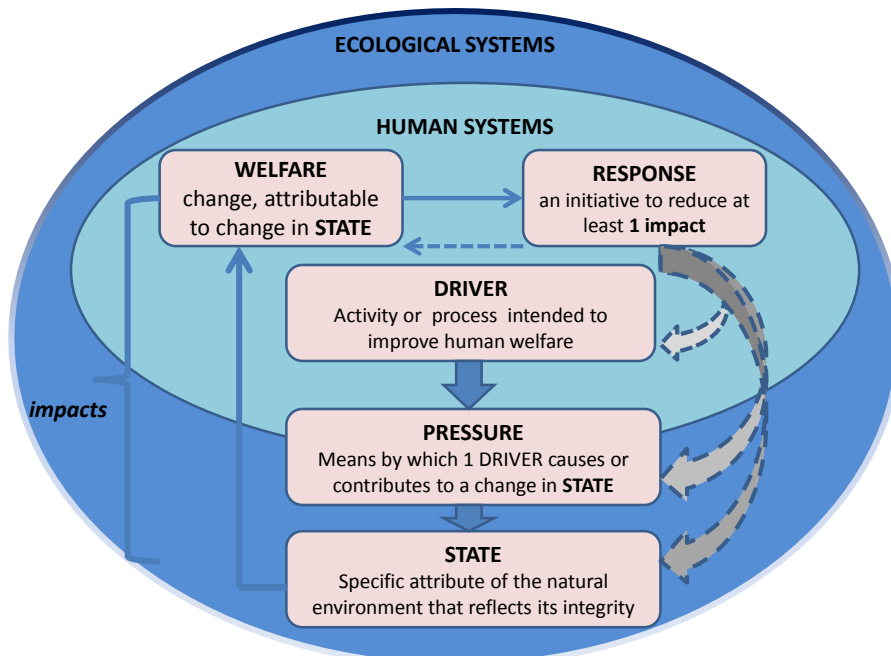 ECOLOGICAL SYSTEMS
HUMAN SYSTEMS
WELFARE
change, attributable
to change in STATE
RESPONSE
an initiative to reduce at
least 1 impact
DRIVER
Activity or process intended to
improve human welfare
impacts
PRESSURE
Means by which 1 DRIVER causes or
contributes to a change in STATE
STATE
Specific attribute of the natural
environment that reflects its integrity